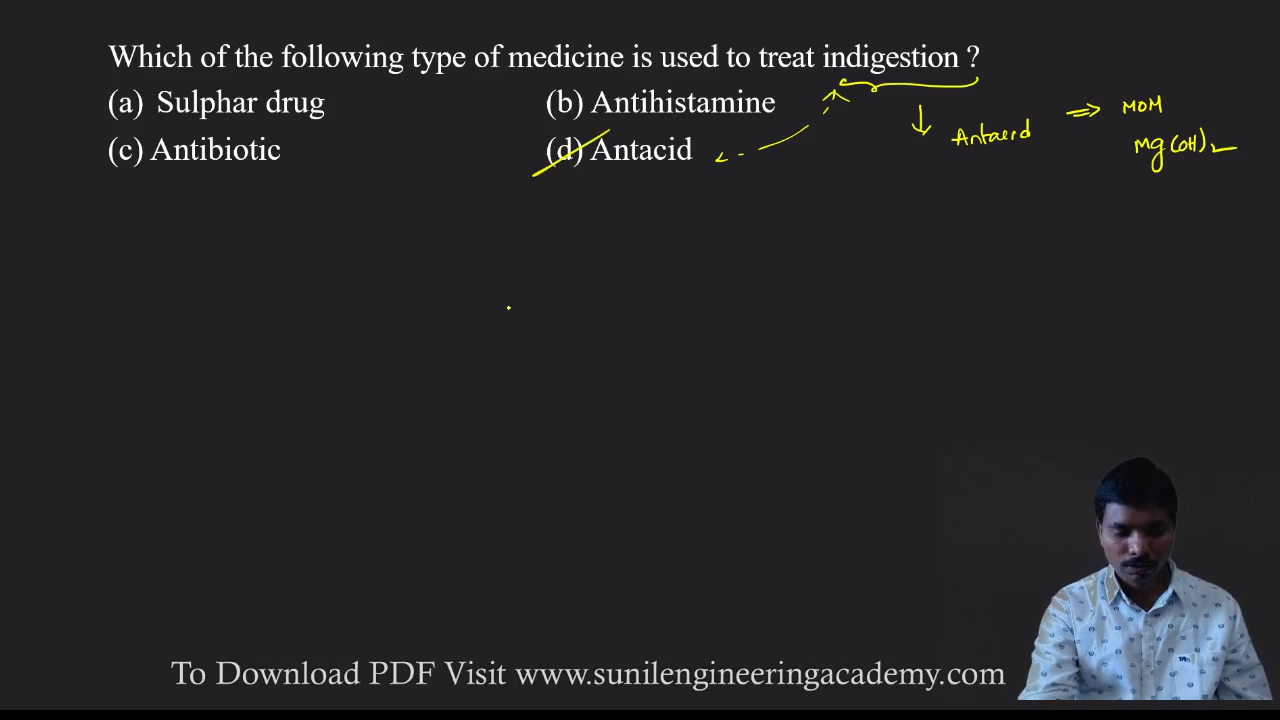 Which of the following type of medicine is used to treat indigestion ?
(a) Sulphar drug
(b) Antihistamine
(c) Antibiotic
(d) Antacid
Antacid
⇒ MOM
Mg(OH)2
To Download PDF Visit www.sunilengineeringacademy.com